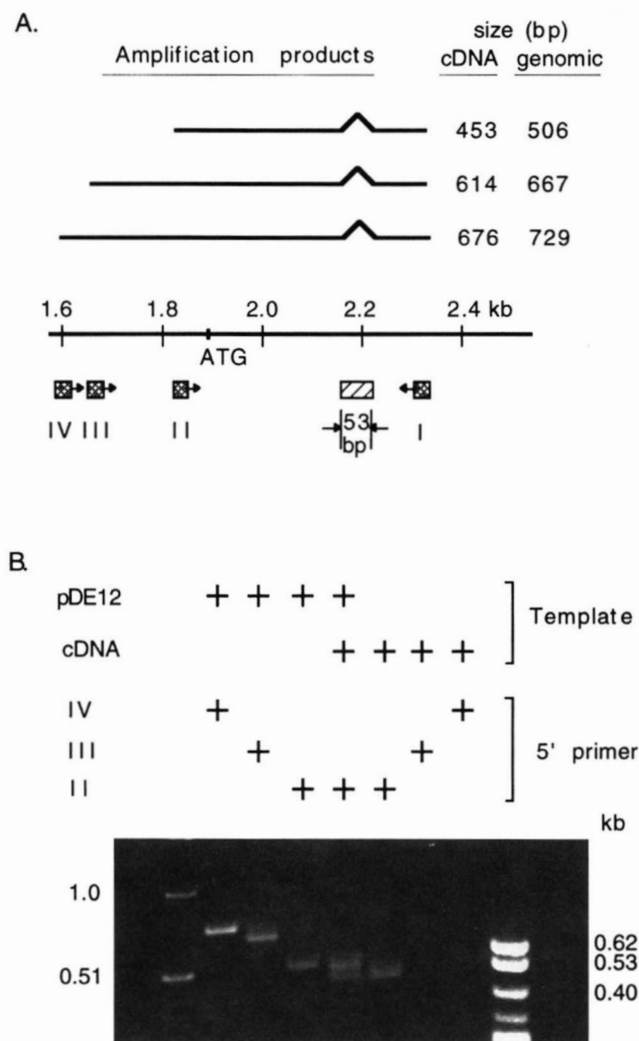 A.
size (bp)
Amplification products cDNA genomic
453 506
614 667
676 729
1.6 1.8 2.0 2.2 2.4 kb
ATG
IV III II 53 bp I
B.
pDE12 + + + +
Template
cDNA + + + +
IV + +
III + + 5' primer
II + + +
kb
1.0
0.62
0.53
0.51
0.40